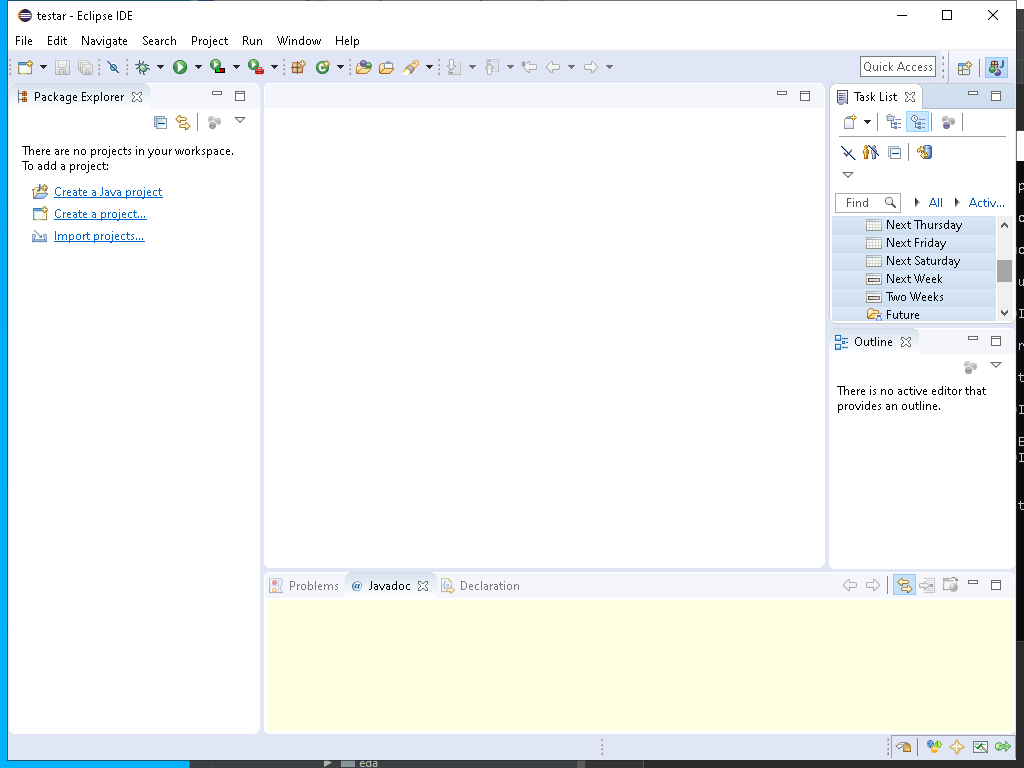 testar - Eclipse IDE
File Edit Navigate Search Project Run Window Help
Quick Access
Package Explorer
There are no projects in your workspace.
To add a project:
Create a Java project
Create a project...
Import projects...
Task List
Find All Activ...
Next Thursday
Next Friday
Next Saturday
Next Week
Two Weeks
Future
Outline
There is no active editor that
provides an outline.
Problems @ Javadoc Declaration
eda